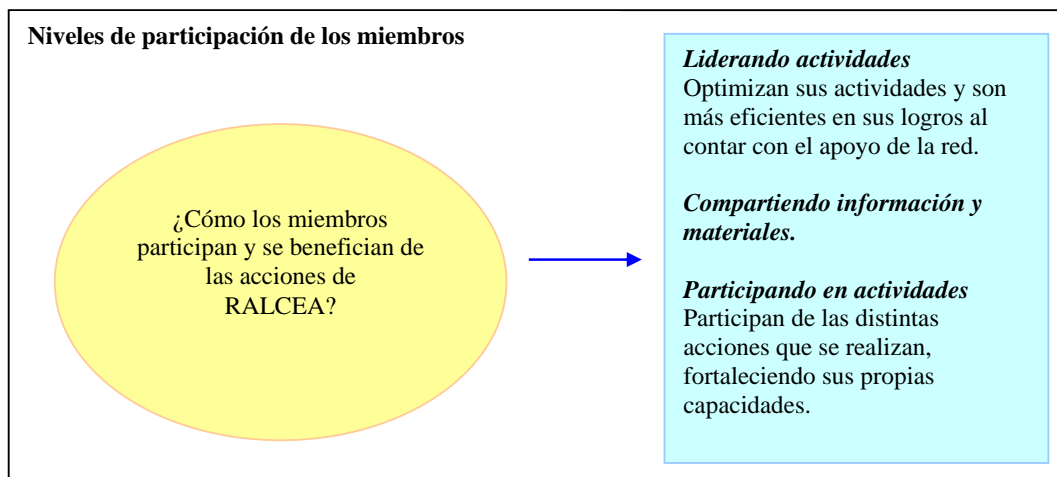 Niveles de participación de los miembros
¿Cómo los miembros
participan y se benefician de
las acciones de
RALCEA?
Liderando actividades
Optimizan sus actividades y son
más eficientes en sus logros al
contar con el apoyo de la red.
Compartiendo información y
materiales.
Participando en actividades
Participan de las distintas
acciones que se realizan,
fortaleciendo sus propias
capacidades.